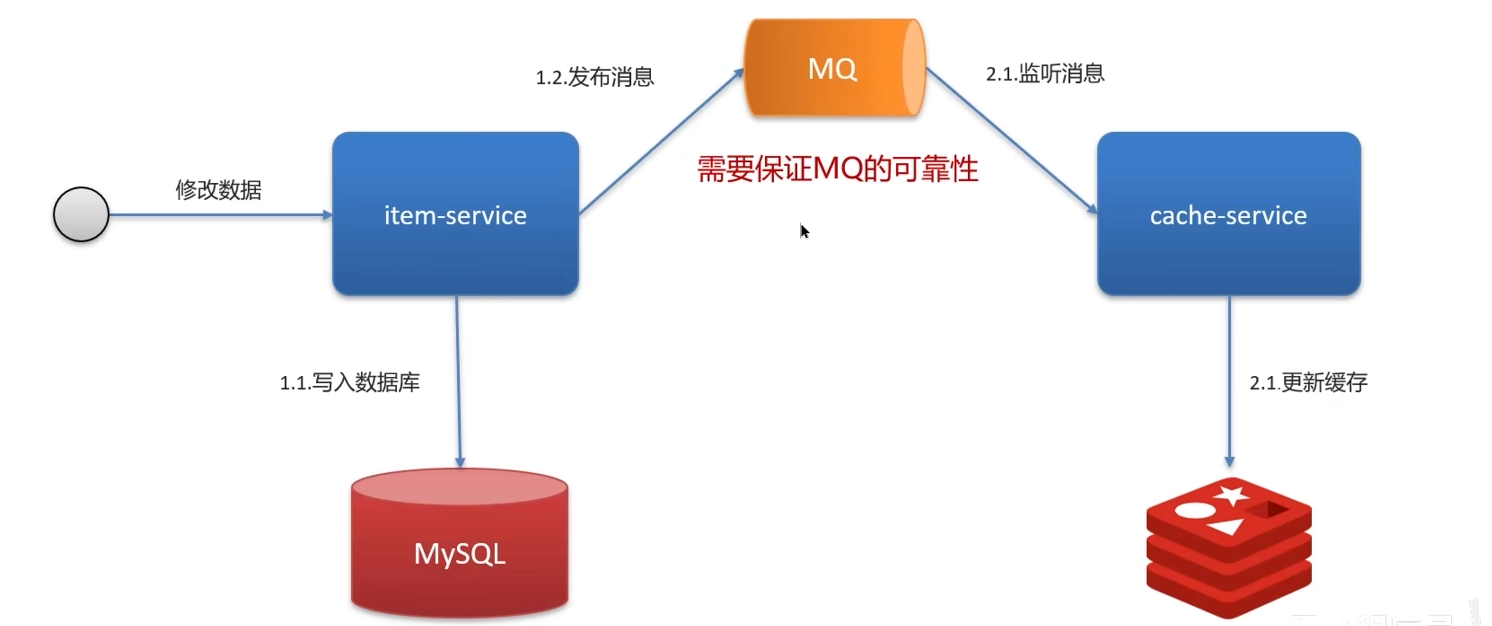 MQ
1.2.发布消息
2.1.监听消息
需要保证MQ的可靠性
修改数据
item-service
cache-service
1.1.写入数据库
2.1.更新缓存
MySQL